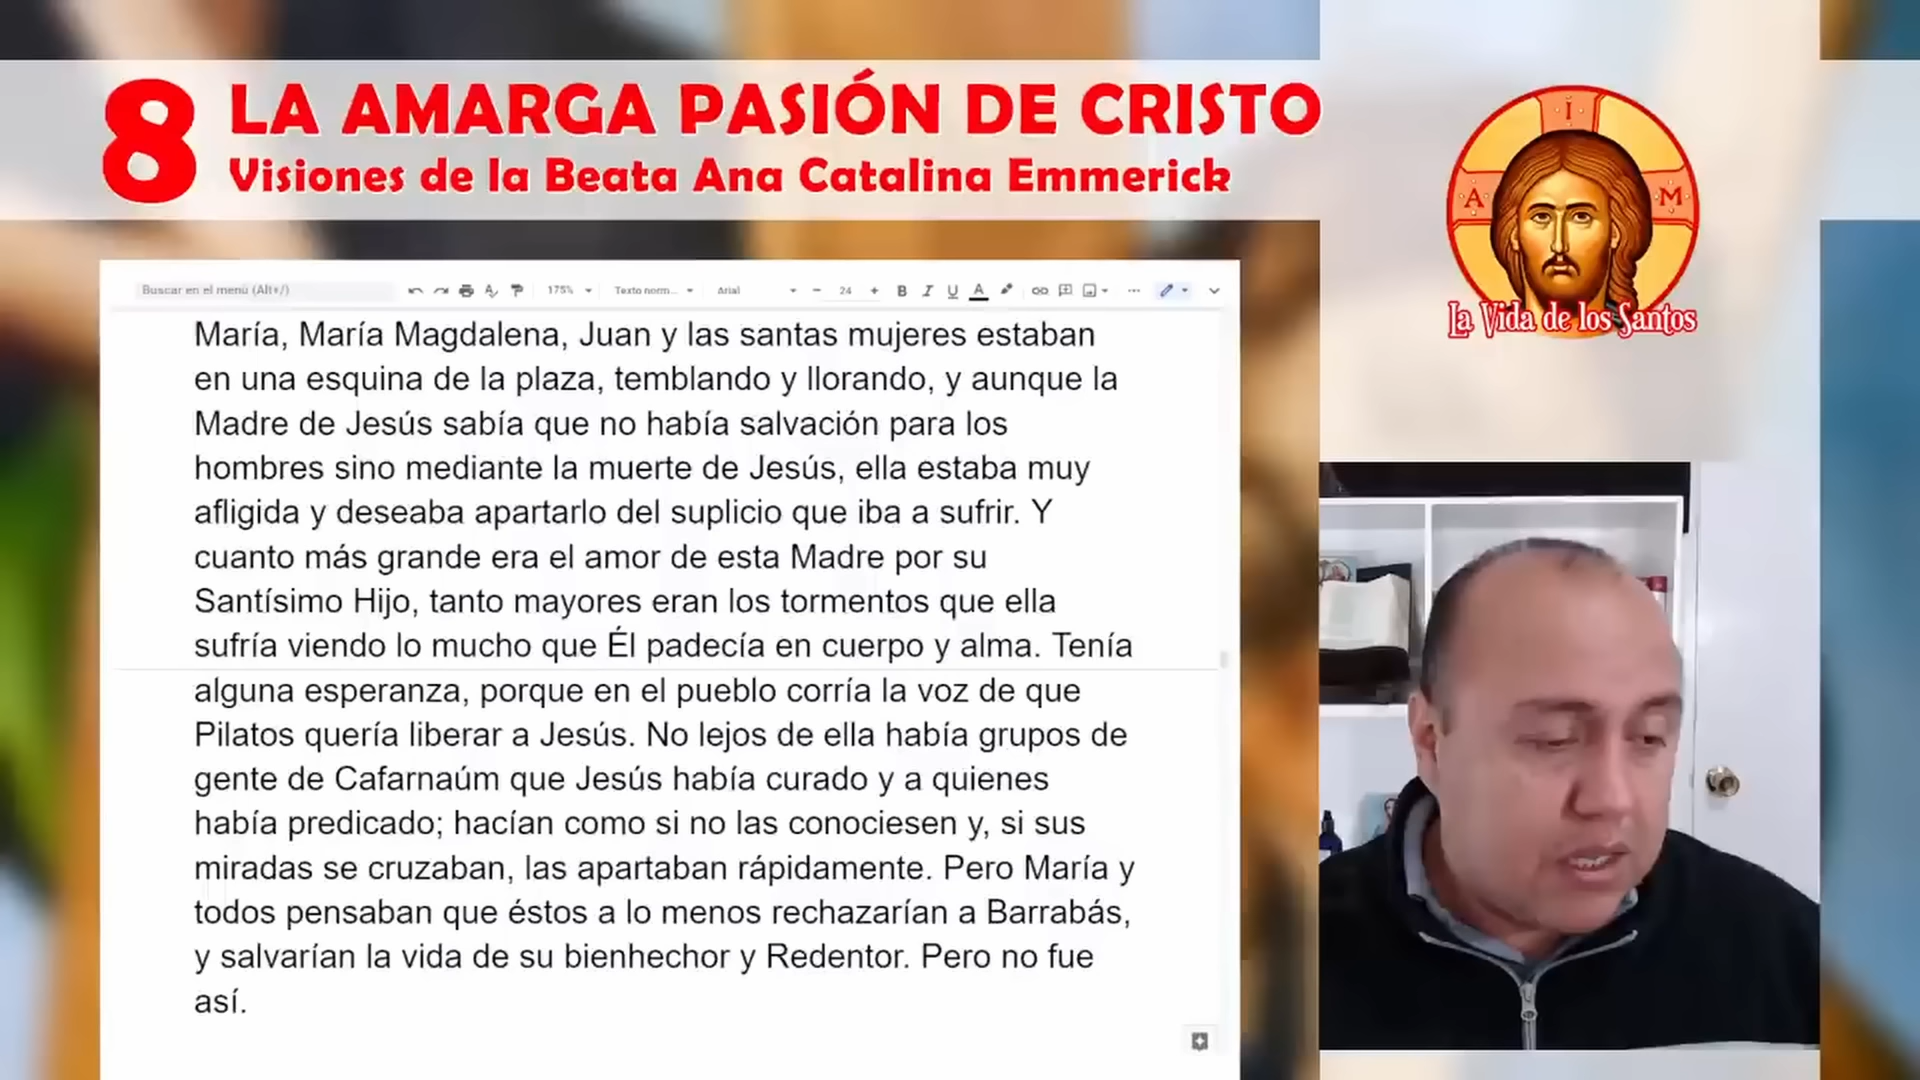 8
LA AMARGA PASIÓN DE CRISTO
Visiones de la Beata Ana Catalina Emmerick
I
A M
La Vida de los Santos
Buscar en el menú (Alt+/)
175% Texto norm... Arial - 24 + B I U A ...
María, María Magdalena, Juan y las santas mujeres estaban
en una esquina de la plaza, temblando y llorando, y aunque la
Madre de Jesús sabía que no había salvación para los
hombres sino mediante la muerte de Jesús, ella estaba muy
afligida y deseaba apartarlo del suplicio que iba a sufrir. Y
cuanto más grande era el amor de esta Madre por su
Santísimo Hijo, tanto mayores eran los tormentos que ella
sufría viendo lo mucho que Él padecía en cuerpo y alma. Tenía
alguna esperanza, porque en el pueblo corría la voz de que
Pilatos quería liberar a Jesús. No lejos de ella había grupos de
gente de Cafarnaúm que Jesús había curado y a quienes
había predicado; hacían como si no las conociesen y, si sus
miradas se cruzaban, las apartaban rápidamente. Pero María y
todos pensaban que éstos a lo menos rechazarían a Barrabás,
y salvarían la vida de su bienhechor y Redentor. Pero no fue
así.